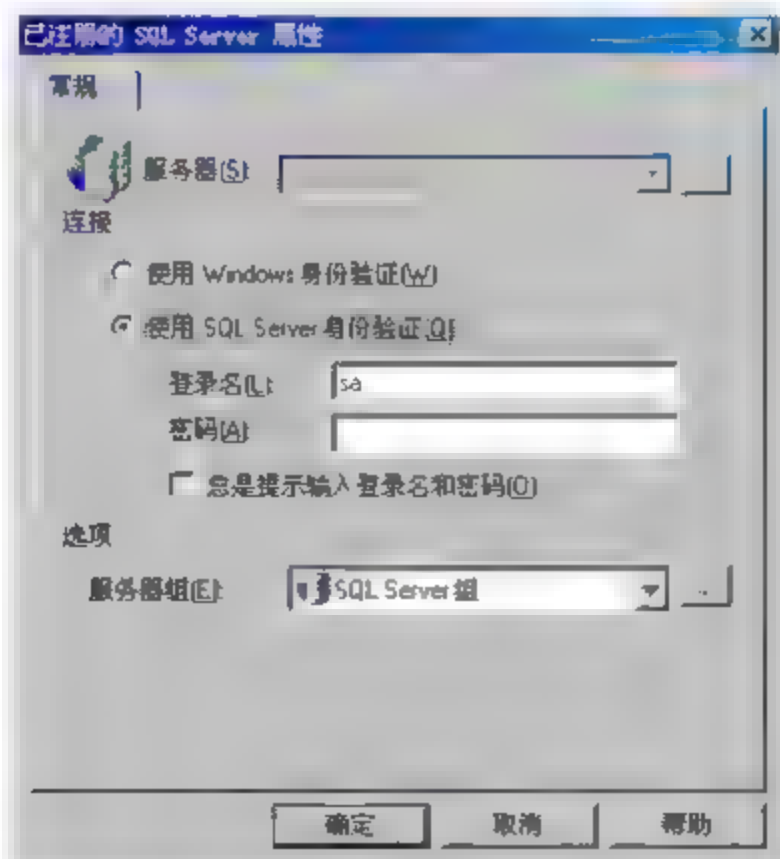 已注册的 SQL Server 属性
常规
服务器(S):
连接
使用 Windows 身份验证(W)
使用 SQL Server 身份验证(Q)
登录名(L): sa
密码(A):
总是提示输入登录名和密码(O)
选项
服务器组(E): SQL Server 组
确定 取消 帮助